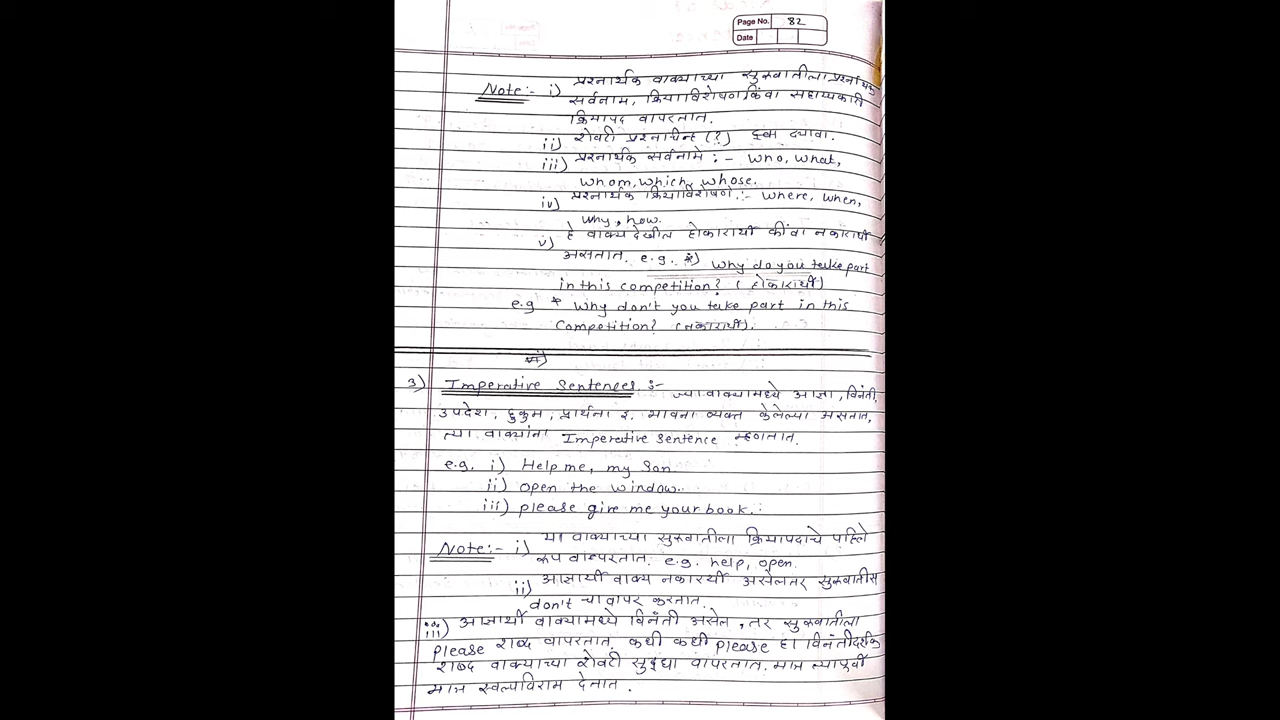 Page No. 82
Date
Note:- i) प्रश्नार्थक वाक्याच्या सुरुवातीला प्रश्नार्थक
सर्वनाम, क्रियाविशेषण किंवा सहाय्यकारी
क्रियापद वापरतात.
ii) शेवटी प्रश्नचिन्ह (?) द्यावा.
iii) प्रश्नार्थक सर्वनामे :- who, what,
whom, which, whose.
iv) प्रश्नार्थक क्रियाविशेषणे :- where, when,
why, how.
v) हे वाक्य देखील होकारार्थी कींवा नकारार्थी
असतात. e.g. *) Why do you take part
in this competition? (होकारार्थी)
e.g * Why don't you take part in this
Competition? (नकारार्थी).
3) Imperative Sentences :- ज्या वाक्यामध्ये आज्ञा, विनंती,
उपदेश, हुकुम, प्रार्थना इ. भावना व्यक्त केलेल्या असतात,
त्या वाक्यांना Imperative Sentence म्हणतात.
e.g. i) Help me, my Son.
ii) open the window.
iii) please give me your book.
Note:- i) या वाक्याच्या सुरुवातीला क्रियापदाचे पहिले
रूप वापरतात. e.g. help, open.
ii) आज्ञार्थी वाक्य नकारर्थी असेल तर सुरुवातीस
don't चा वापर करतात.
iii) आज्ञार्थी वाक्यामध्ये विनंती असेल, तर सुरुवातीला
please शब्द वापरतात. कधी कधी please हा विनंतीदर्शक
शब्द वाक्याच्या शेवटी सुद्धा वापरतात. मात्र त्यापूर्वी
मात्र स्वल्पविराम देतात.